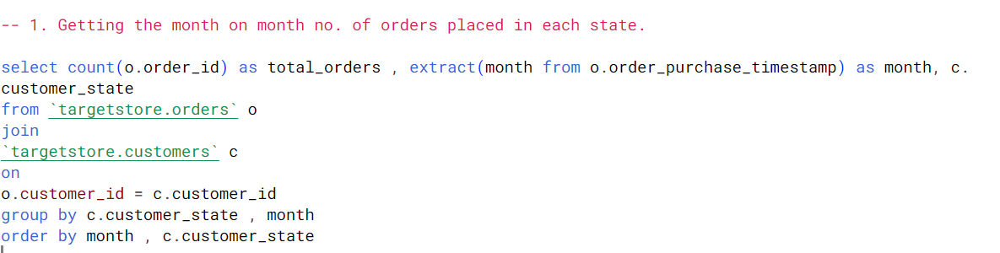 -- 1. Getting the month on month no. of orders placed in each state.
select count(o.order_id) as total_orders , extract(month from o.order_purchase_timestamp) as month, c.
customer_state
from `targetstore.orders` o
join
`targetstore.customers` c
on
o.customer_id = c.customer_id
group by c.customer_state , month
order by month , c.customer_state